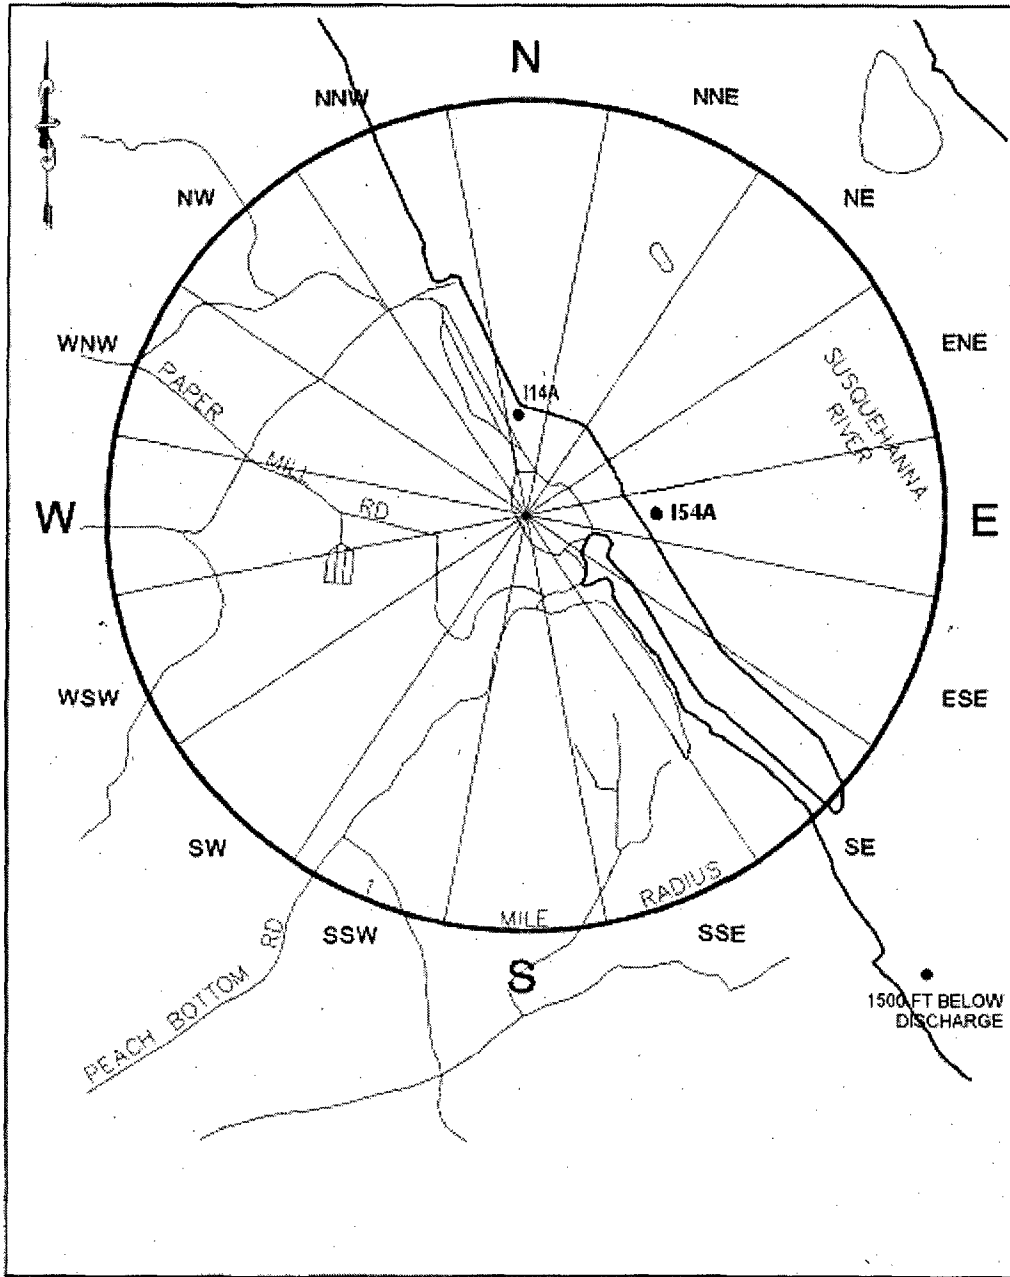 N
NNW
NNE
NW
NE
WNW
ENE
PAPER
MILL
RD
SUSQUEHANNA
RIVER
I14A
I54A
W
E
WSW
ESE
SW
SE
1
MILE
RADIUS
SSW
SSE
S
PEACH BOTTOM RD
1500 FT BELOW
DISCHARGE